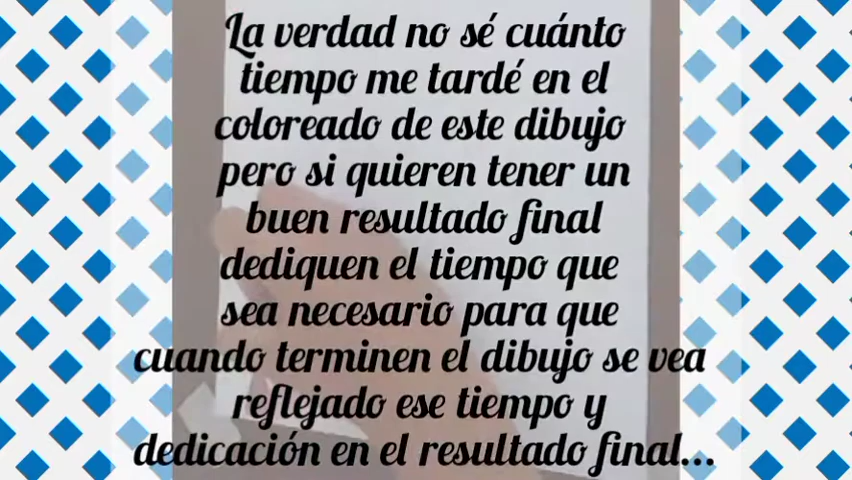 La verdad no sé cuánto
tiempo me tardé en el
coloreado de este dibujo
pero si quieren tener un
buen resultado final
dediquen el tiempo que
sea necesario para que
cuando terminen el dibujo se vea
reflejado ese tiempo y
dedicación en el resultado final...